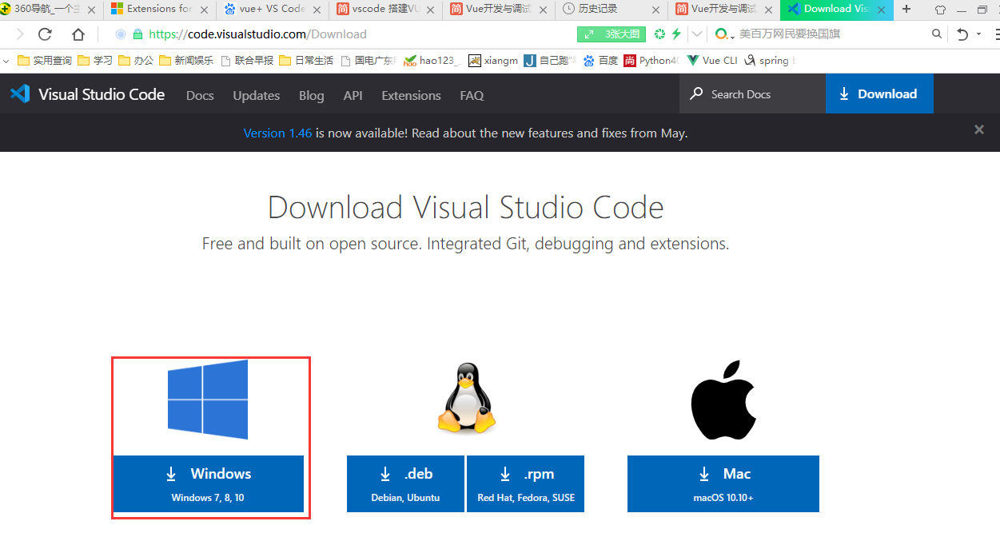 360导航_一个主
Extensions for
vue+ VS Code
vscode 搭建VU
Vue开发与调试
历史记录
Vue开发与调试
Download Vis
https://code.visualstudio.com/Download
3张大图
美百万网民要换国旗
实用查询
学习
办公
新闻娱乐
联合早报
日常生活
国电广东
hao123_
xiangm
自己跑"
百度
Python40
Vue CLI
spring
Visual Studio Code
Docs
Updates
Blog
API
Extensions
FAQ
Search Docs
Download
Version 1.46 is now available! Read about the new features and fixes from May.
Download Visual Studio Code
Free and built on open source. Integrated Git, debugging and extensions.
Windows
Windows 7, 8, 10
.deb
Debian, Ubuntu
.rpm
Red Hat, Fedora, SUSE
Mac
macOS 10.10+